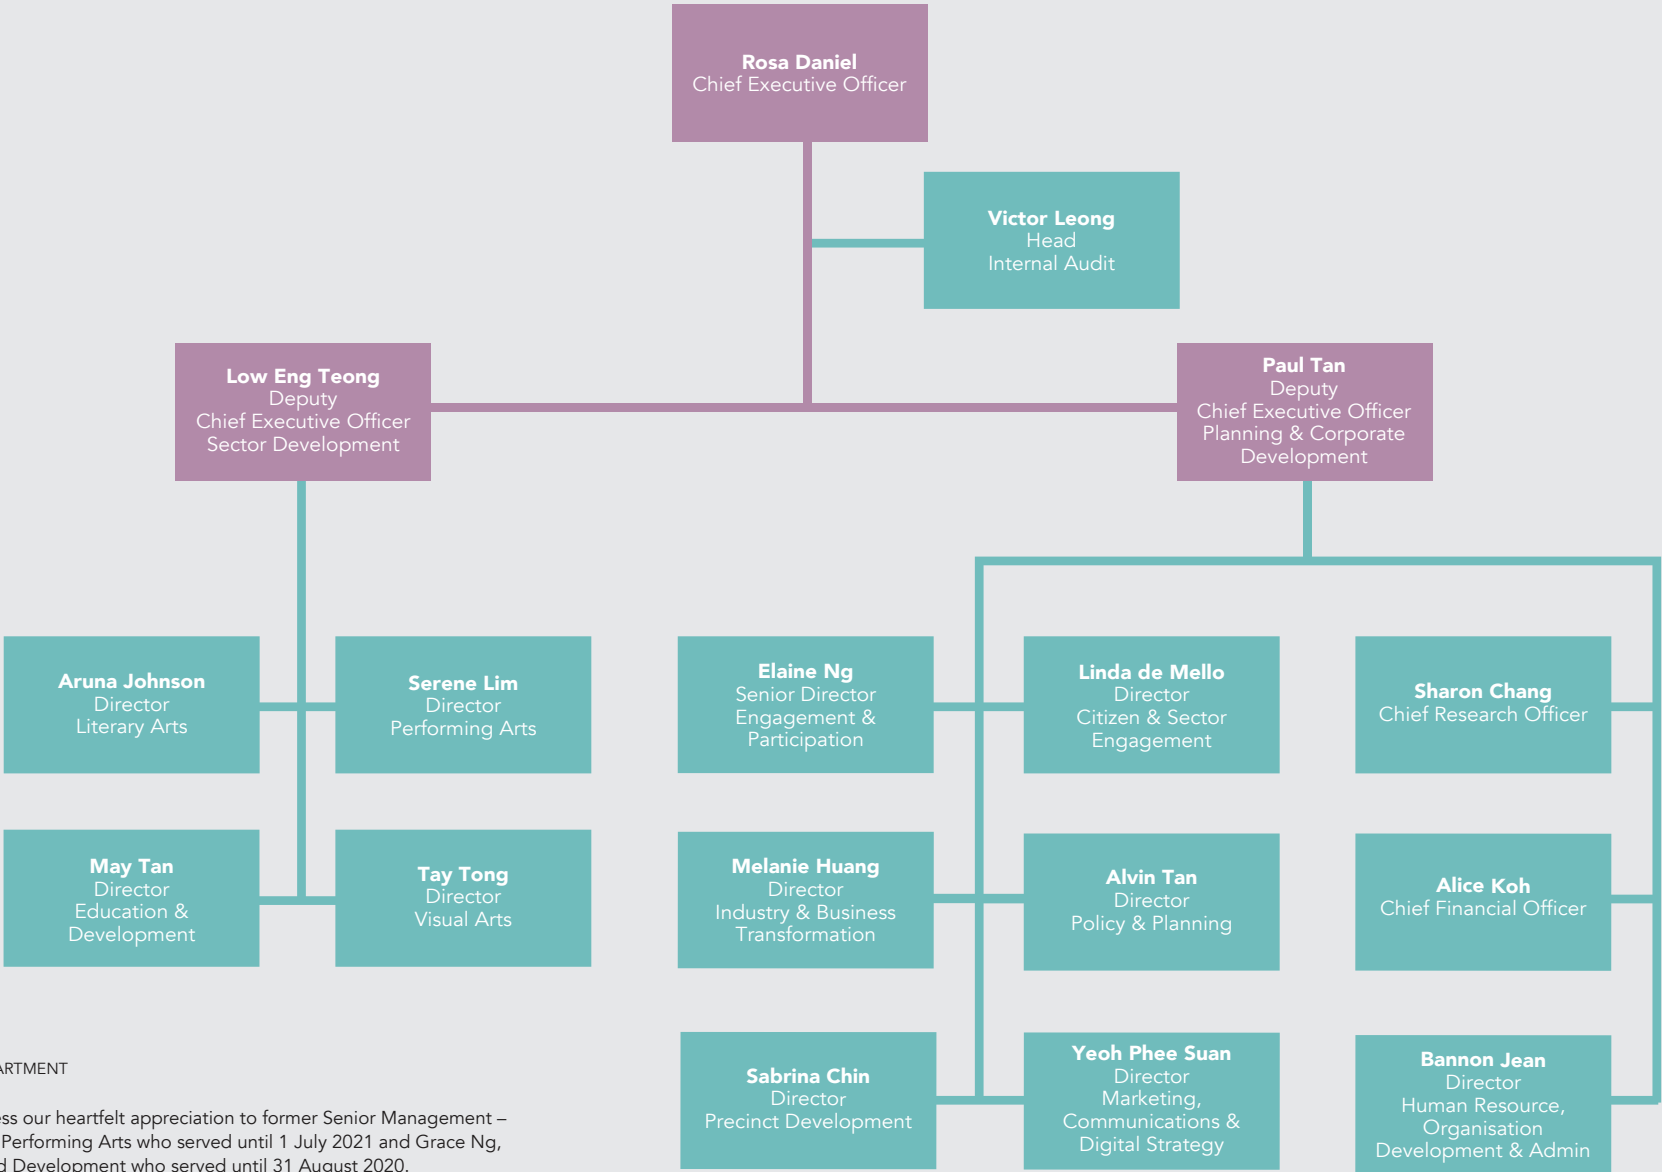 Rosa Daniel
Chief Executive Officer
Victor Leong
Head
Internal Audit
Low Eng Teong
Deputy
Chief Executive Officer
Sector Development
Paul Tan
Deputy
Chief Executive Officer
Planning & Corporate
Development
Aruna Johnson
Director
Literary Arts
Serene Lim
Director
Performing Arts
Elaine Ng
Senior Director
Engagement &
Participation
Linda de Mello
Director
Citizen & Sector
Engagement
Sharon Chang
Chief Research Officer
May Tan
Director
Education &
Development
Tay Tong
Director
Visual Arts
Melanie Huang
Director
Industry & Business
Transformation
Alvin Tan
Director
Policy & Planning
Alice Koh
Chief Financial Officer
Sabrina Chin
Director
Precinct Development
Yeoh Phee Suan
Director
Marketing,
Communications &
Digital Strategy
Bannon Jean
Director
Human Resource,
Organisation
Development & Admin
our heartfelt appreciation to former Senior Management –
Performing Arts who served until 1 July 2021 and Grace Ng,
Development who served until 31 August 2020.